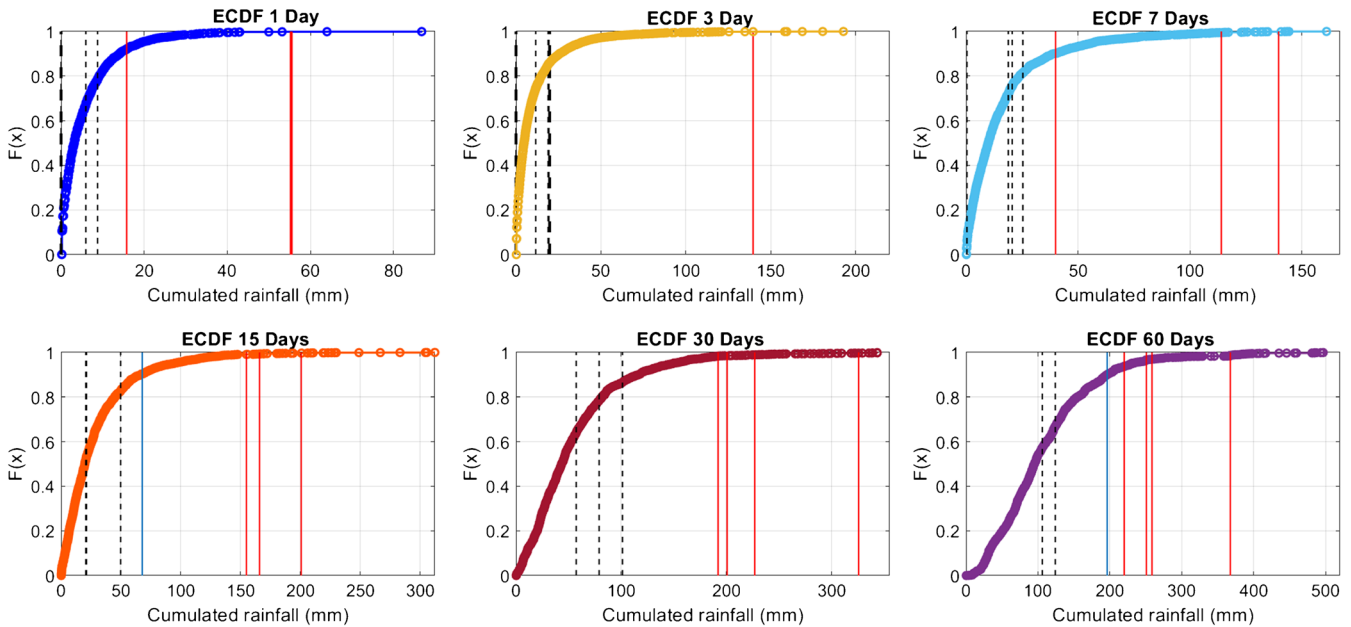 ECDF 1 Day
F(x)
1
0.8
0.6
0.4
0.2
0
0 20 40 60 80
Cumulated rainfall (mm)
ECDF 3 Day
F(x)
1
0.8
0.6
0.4
0.2
0
0 50 100 150 200
Cumulated rainfall (mm)
ECDF 7 Days
F(x)
1
0.8
0.6
0.4
0.2
0
0 50 100 150
Cumulated rainfall (mm)
ECDF 15 Days
F(x)
1
0.8
0.6
0.4
0.2
0
0 50 100 150 200 250 300
Cumulated rainfall (mm)
ECDF 30 Days
F(x)
1
0.8
0.6
0.4
0.2
0
0 100 200 300
Cumulated rainfall (mm)
ECDF 60 Days
F(x)
1
0.8
0.6
0.4
0.2
0
0 100 200 300 400 500
Cumulated rainfall (mm)